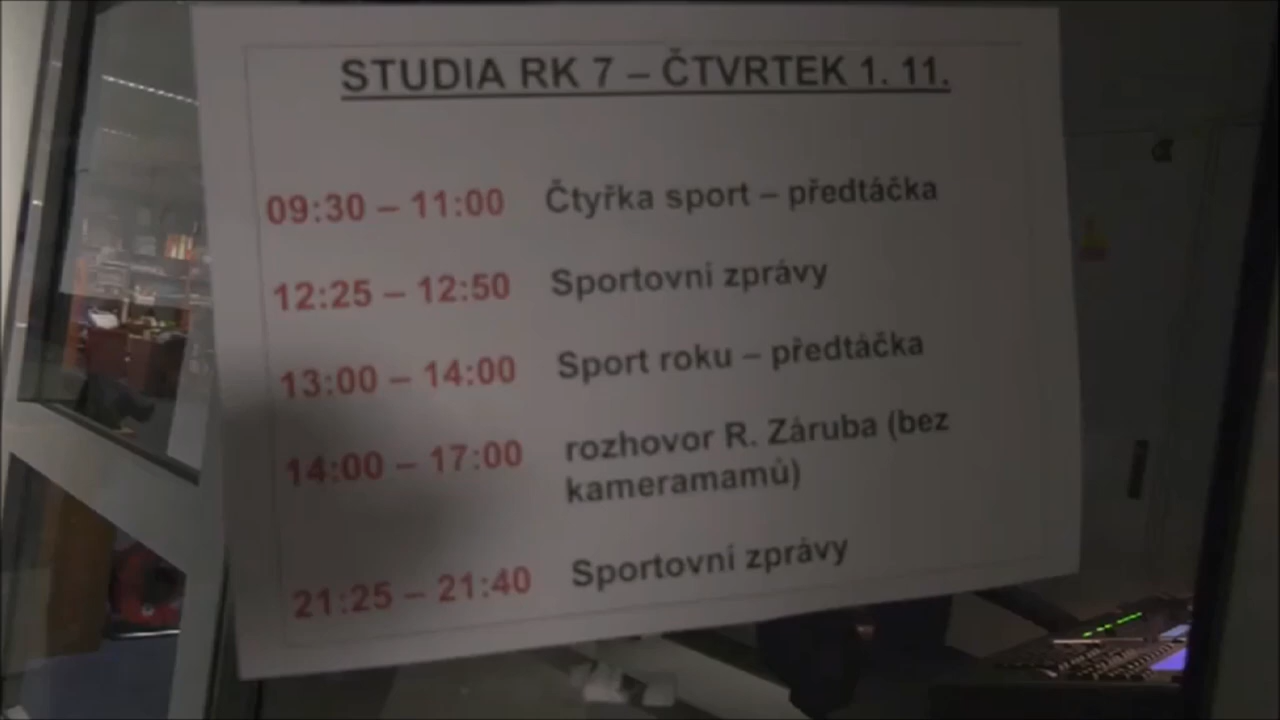 STUDIA RK 7 – ČTVRTEK 1. 11.
09:30 – 11:00 Čtyřka sport – předtáčka
12:25 – 12:50 Sportovní zprávy
13:00 – 14:00 Sport roku – předtáčka
14:00 – 17:00 rozhovor R. Záruba (bez
kameramamů)
21:25 – 21:40 Sportovní zprávy